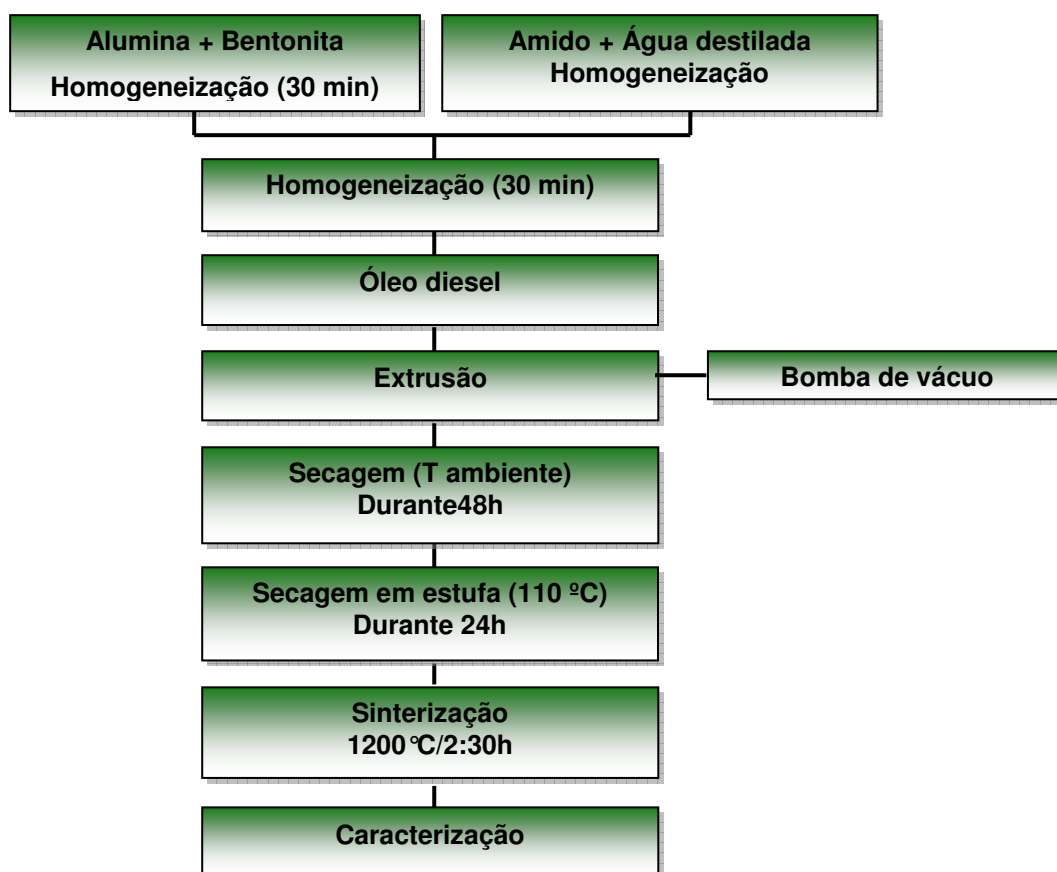 Alumina + Bentonita
Homogeneização (30 min)
Amido + Água destilada
Homogeneização
Homogeneização (30 min)
Óleo diesel
Extrusão
Bomba de vácuo
Secagem (T ambiente)
Durante48h
Secagem em estufa (110 ºC)
Durante 24h
Sinterização
1200°C/2:30h
Caracterização